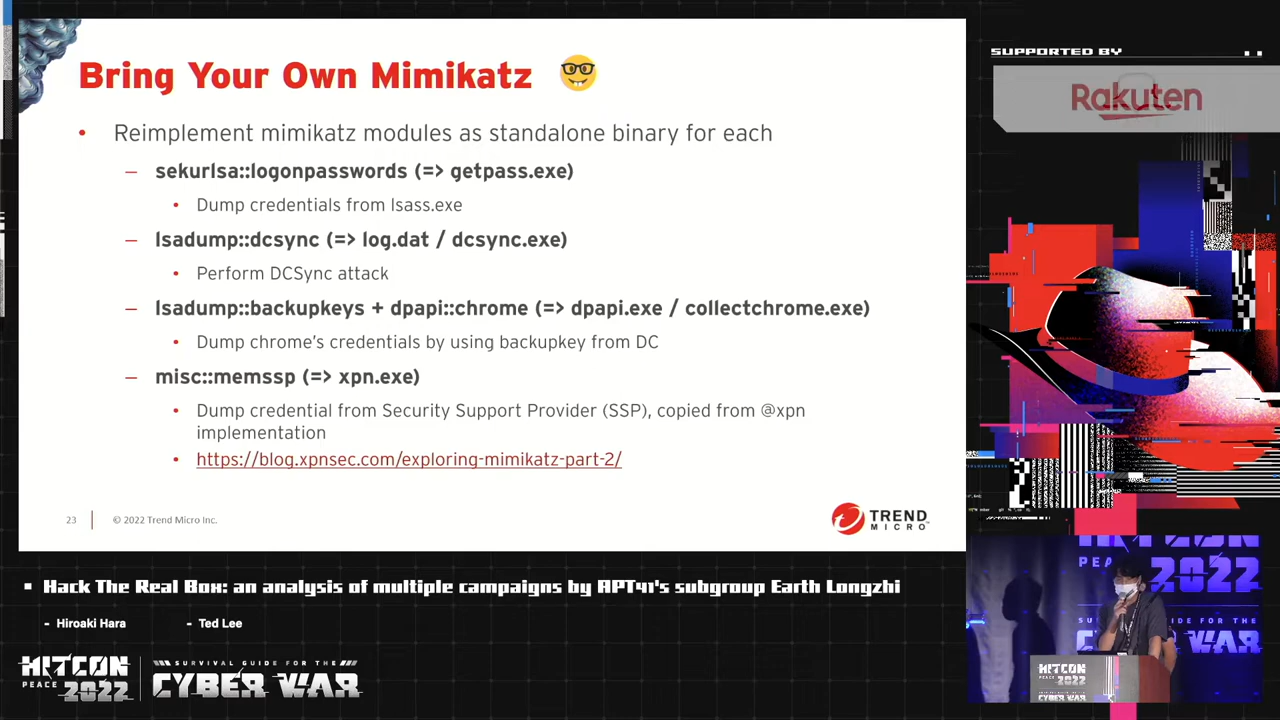 Bring Your Own Mimikatz
• Reimplement mimikatz modules as standalone binary for each
– sekurlsa::logonpasswords (=> getpass.exe)
• Dump credentials from lsass.exe
– lsadump::dcsync (=> log.dat / dcsync.exe)
• Perform DCSync attack
– lsadump::backupkeys + dpapi::chrome (=> dpapi.exe / collectchrome.exe)
• Dump chrome's credentials by using backupkey from DC
– misc::memssp (=> xpn.exe)
• Dump credential from Security Support Provider (SSP), copied from @xpn
implementation
• https://blog.xpnsec.com/exploring-mimikatz-part-2/
23
© 2022 Trend Micro Inc.
TREND
MICRO
SUPPORTED BY
Rakuten
Hack The Real Box: an analysis of multiple campaigns by APT41's subgroup Earth Longzhi
- Hiroaki Hara
- Ted Lee
HITCON
PEACE 2022
SURVIVAL GUIDE FOR THE
CYBER WAR
2022
HITCON
PEACE
2022
CYBER WAR